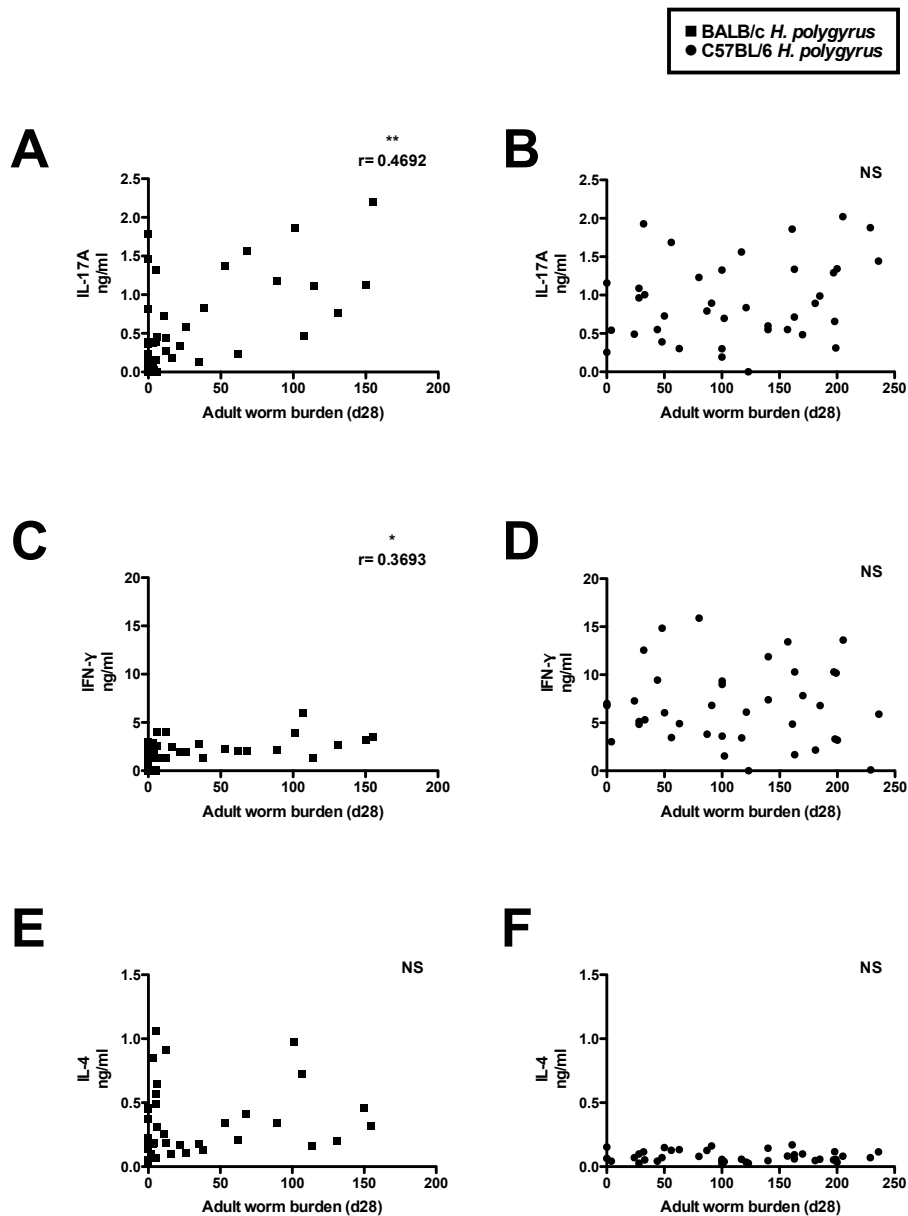 BALB/c H. polygyrus
C57BL/6 H. polygyrus
A
**
r= 0.4692
2.5
2.0
1.5
1.0
0.5
0.0
IL-17A
ng/ml
0 50 100 150 200
Adult worm burden (d28)
B
NS
2.5
2.0
1.5
1.0
0.5
0.0
IL-17A
ng/ml
0 50 100 150 200 250
Adult worm burden (d28)
C
*
r= 0.3693
20
15
10
5
0
IFN-γ
ng/ml
0 50 100 150 200
Adult worm burden (d28)
D
NS
20
15
10
5
0
IFN-γ
ng/ml
0 50 100 150 200 250
Adult worm burden (d28)
E
NS
1.5
1.0
0.5
0.0
IL-4
ng/ml
0 50 100 150 200
Adult worm burden (d28)
F
NS
1.5
1.0
0.5
0.0
IL-4
ng/ml
0 50 100 150 200 250
Adult worm burden (d28)